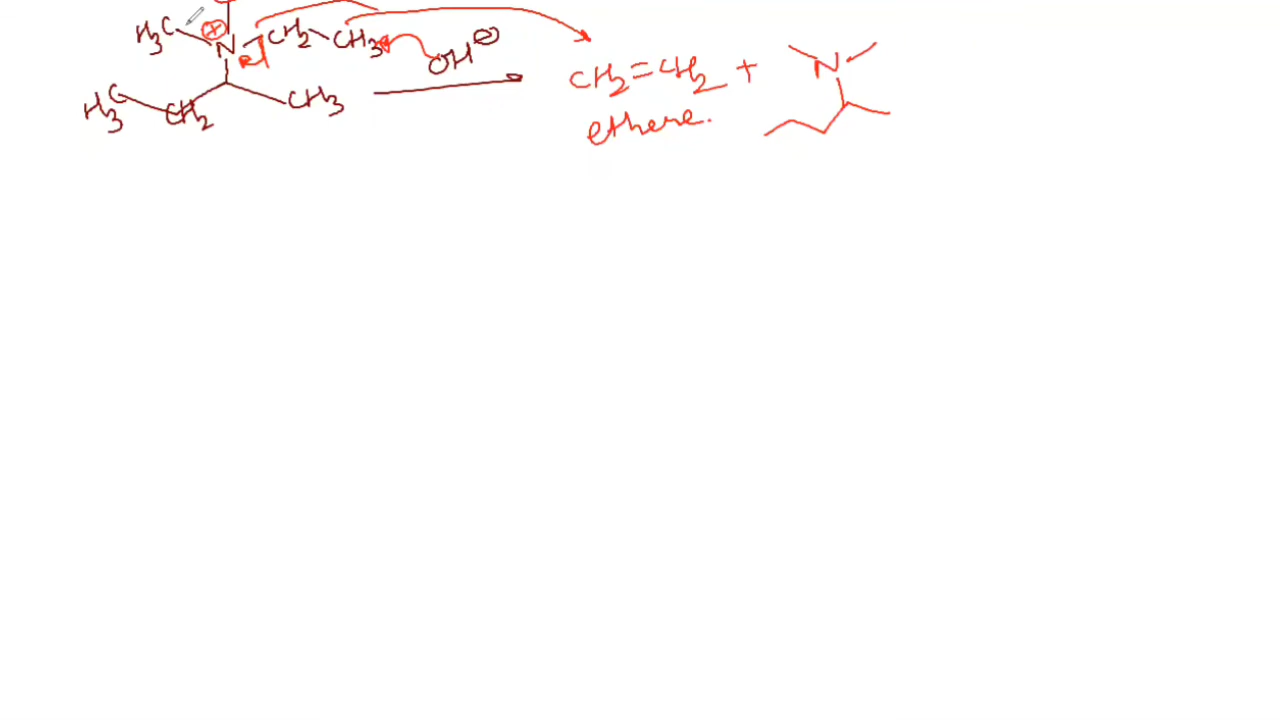 H3C ⊕ N CH2 CH3 OH⊖
H3C CH2 CH3
CH2=CH2 + N
ethene.